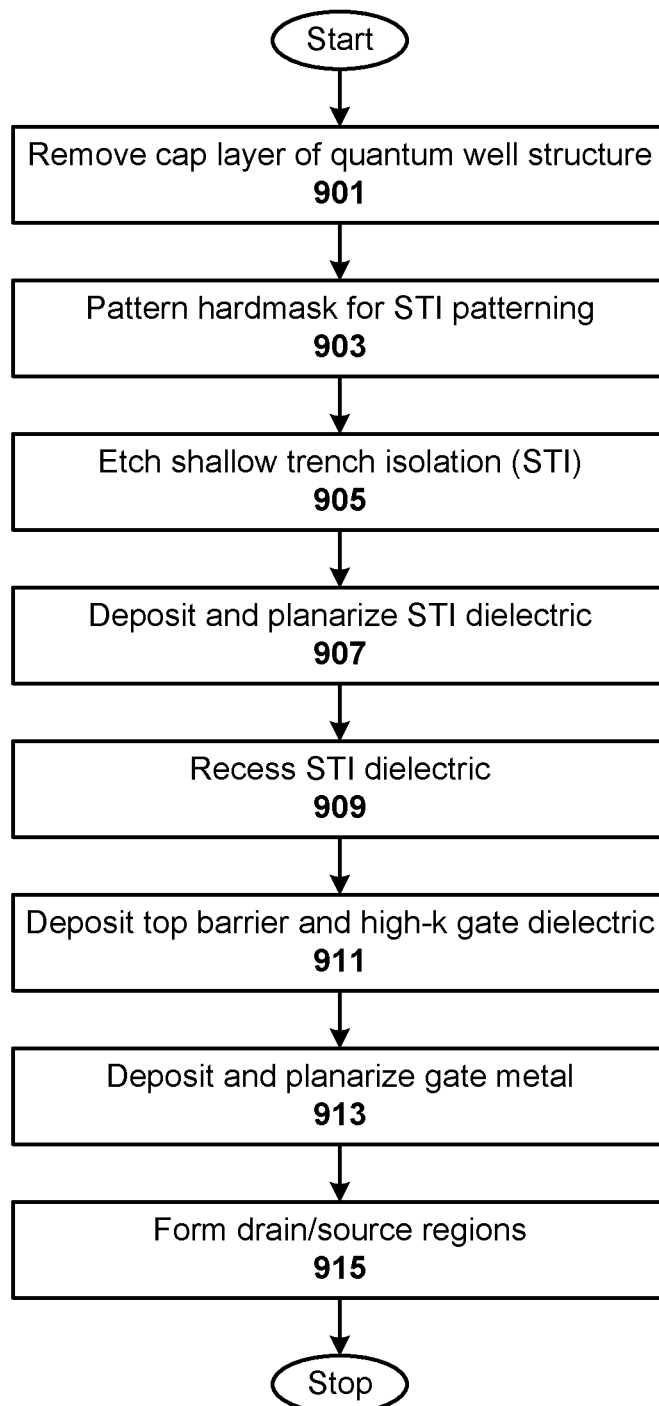 Start
Remove cap layer of quantum well structure
901
Pattern hardmask for STI patterning
903
Etch shallow trench isolation (STI)
905
Deposit and planarize STI dielectric
907
Recess STI dielectric
909
Deposit top barrier and high-k gate dielectric
911
Deposit and planarize gate metal
913
Form drain/source regions
915
Stop